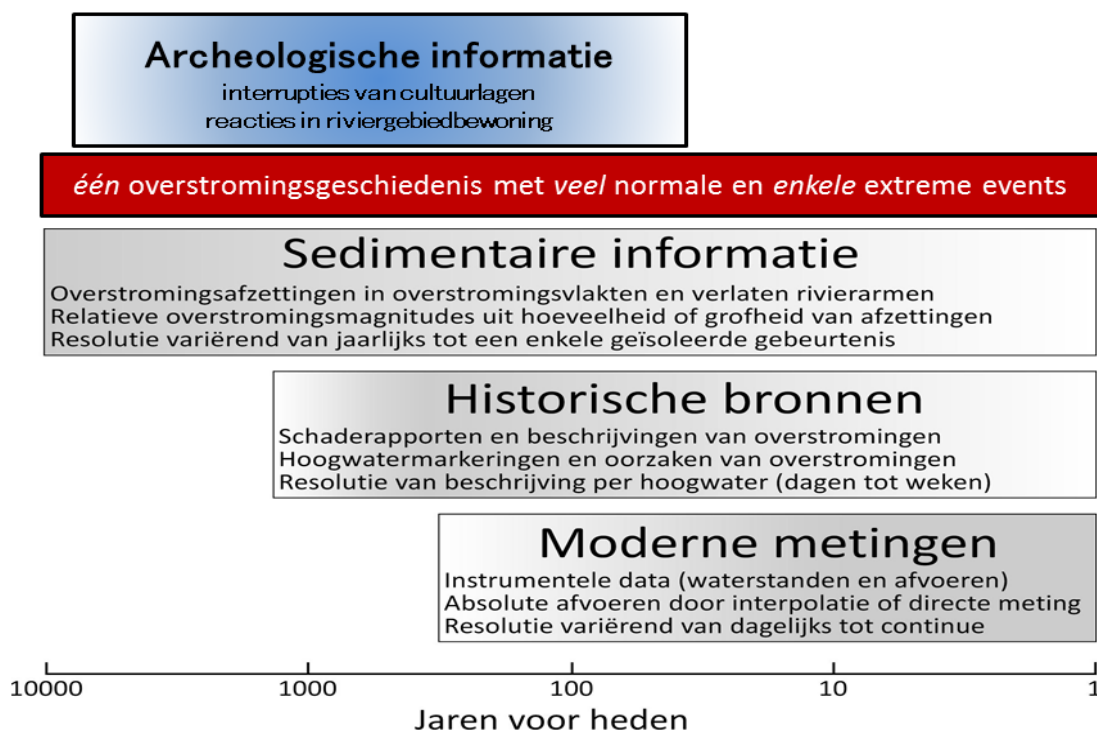 Archeologische informatie
interrupties van cultuurlagen
reacties in riviergebiedbewoning
één overstromingsgeschiedenis met veel normale en enkele extreme events
Sedimentaire informatie
Overstromingsafzettingen in overstromingsvlakten en verlaten rivierarmen
Relatieve overstromingsmagnitudes uit hoeveelheid of grofheid van afzettingen
Resolutie variërend van jaarlijks tot een enkele geïsoleerde gebeurtenis
Historische bronnen
Schaderapporten en beschrijvingen van overstromingen
Hoogwatermarkeringen en oorzaken van overstromingen
Resolutie van beschrijving per hoogwater (dagen tot weken)
Moderne metingen
Instrumentele data (waterstanden en afvoeren)
Absolute afvoeren door interpolatie of directe meting
Resolutie variërend van dagelijks tot continue
10000 1000 100 10 1
Jaren voor heden